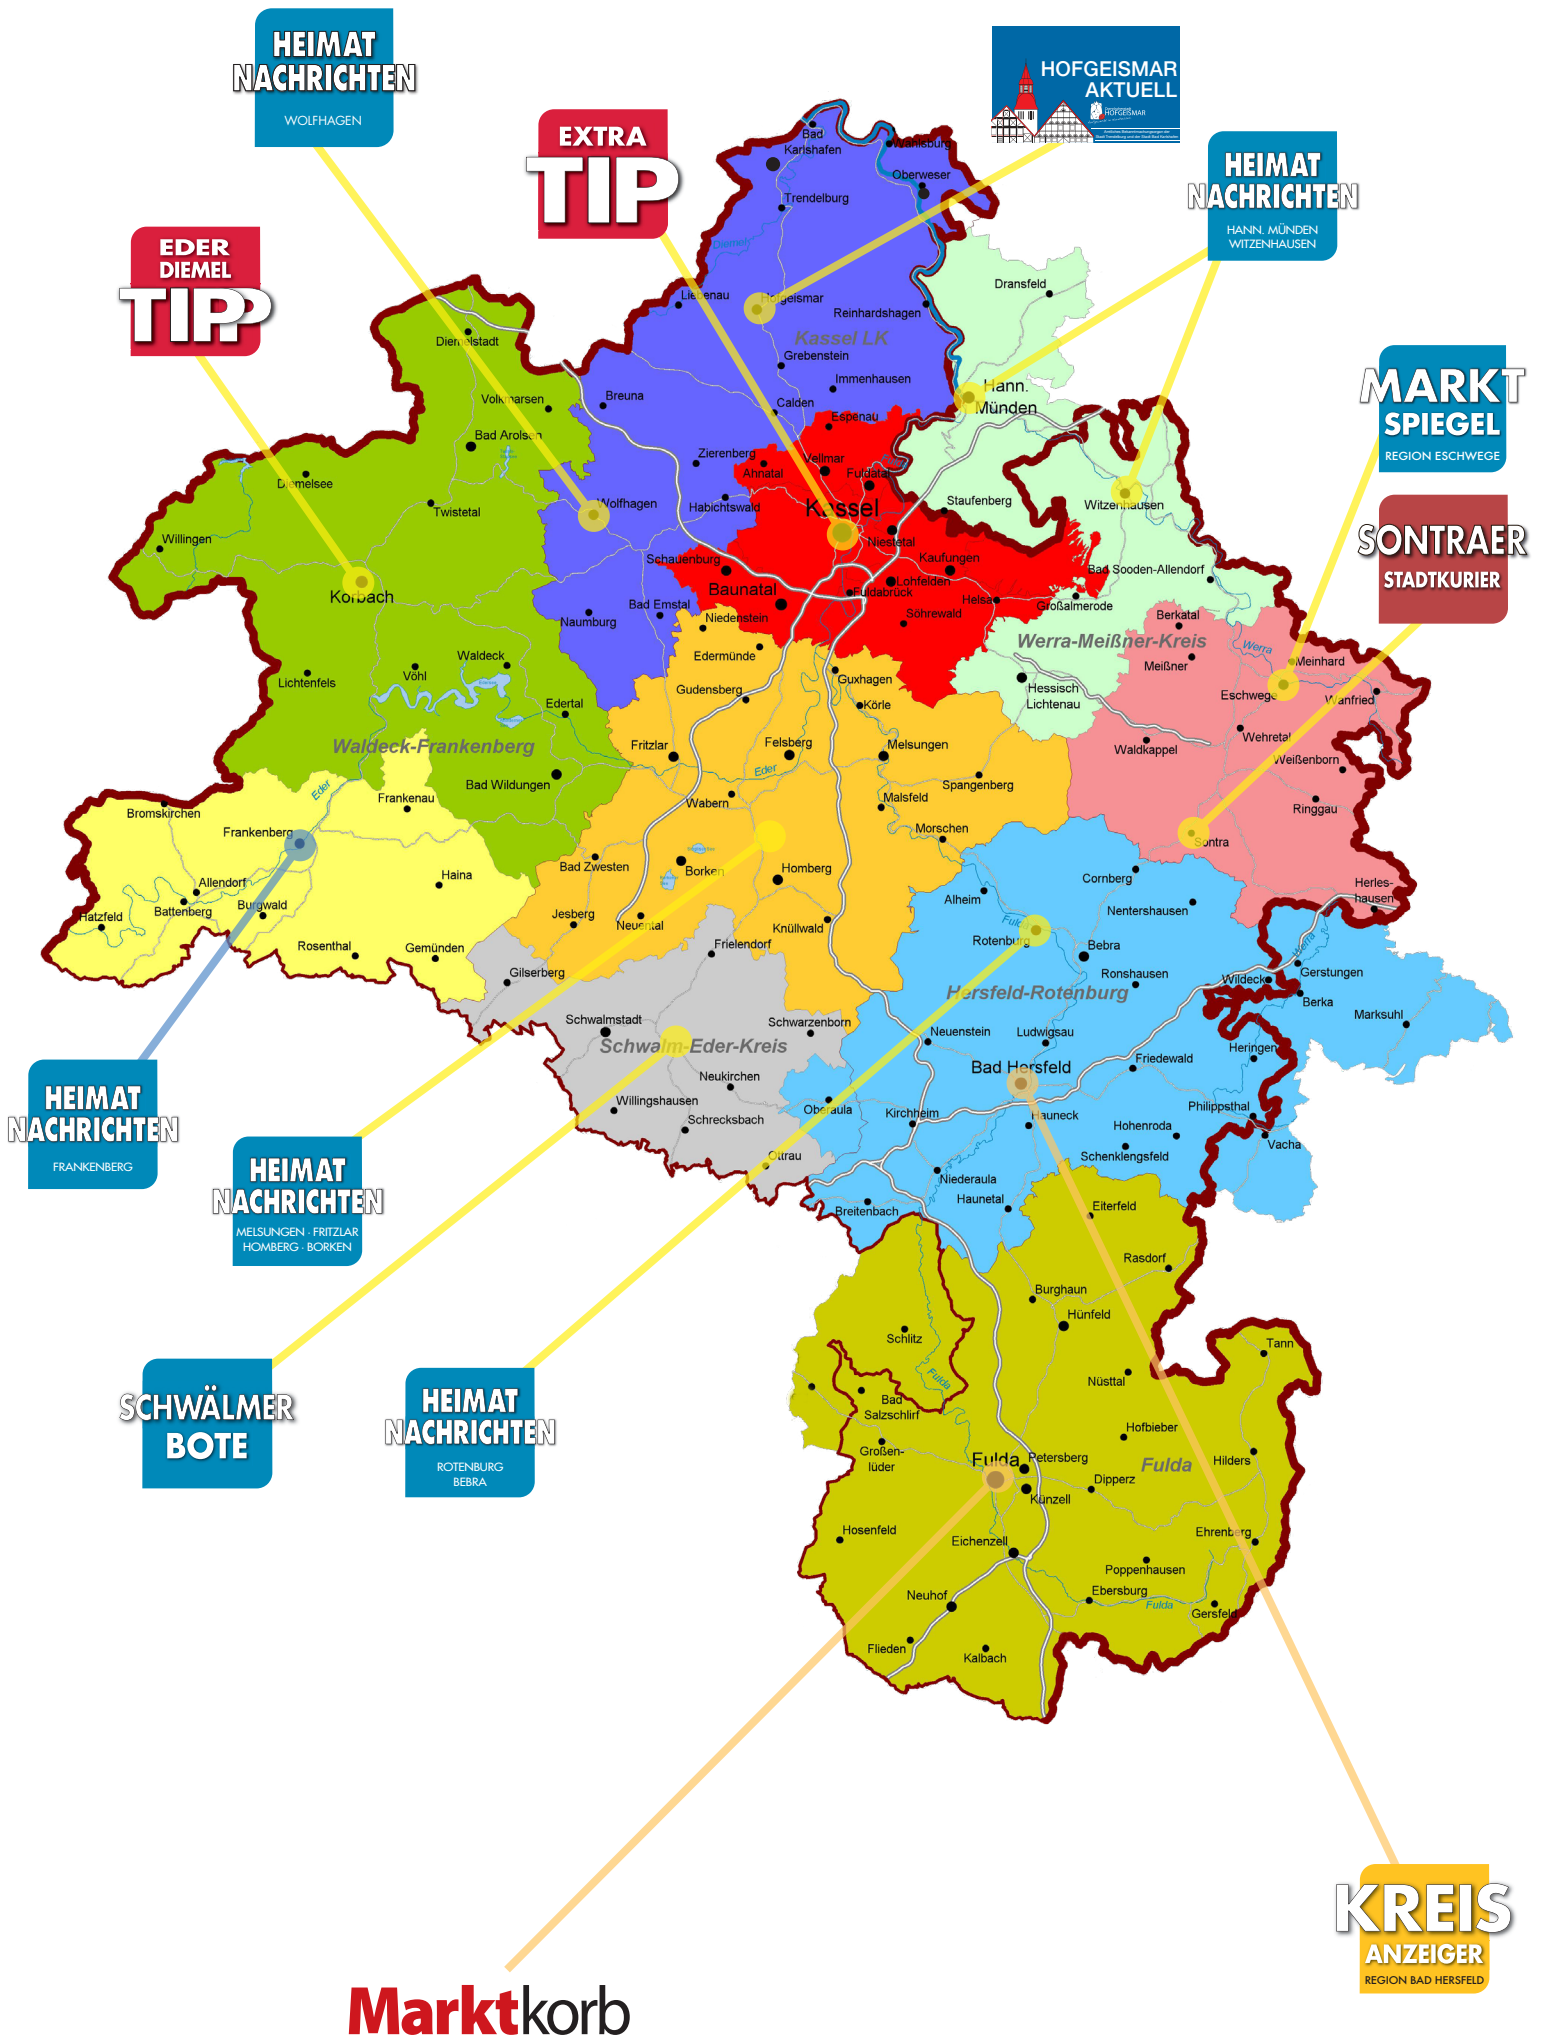 HEIMAT
NACHRICHTEN
WOLFHAGEN
HOFGEISMAR
AKTUELL
HOFGEISMAR
EXTRA
TIP
HEIMAT
NACHRICHTEN
HANN. MÜNDEN
WITZENHAUSEN
EDER
DIEMEL
TIPP
MARKT
SPIEGEL
REGION ESCHWEGE
SONTRAER
STADTKURIER
Bad
Karlshafen
Wahlsburg
Oberweser
Trendelburg
Diemel
Liebenau
Hofgeismar
Reinhardshagen
Kassel LK
Grebenstein
Immenhausen
Calden
Espenau
Breuna
Zierenberg
Ahnatal
Vellmar
Fuldatal
Fulda
Habichtswald
Wolfhagen
Kassel
Niestetal
Kaufungen
Schauenburg
Baunatal
Lohfelden
Fuldabrück
Helsa
Söhrewald
Bad Emstal
Naumburg
Dransfeld
Hann.
Münden
Staufenberg
Witzenhausen
Bad Sooden-Allendorf
Großalmerode
Werra-Meißner-Kreis
Hessisch
Lichtenau
Berkatal
Meißner
Werra
Meinhard
Eschwege
Wanfried
Wehretal
Waldkappel
Weißenborn
Ringgau
Sontra
Herles-
hausen
Diemelstadt
Volkmarsen
Bad Arolsen
Diemelsee
Twistetal
Willingen
Korbach
Lichtenfels
Vöhl
Waldeck
Edertal
Waldeck-Frankenberg
Bad Wildungen
Bromskirchen
Eder
Frankenau
Frankenberg
Allendorf
Haina
Battenberg
Burgwald
Hatzfeld
Rosenthal
Gemünden
Niedenstein
Edermünde
Gudensberg
Guxhagen
Körle
Fritzlar
Felsberg
Melsungen
Eder
Wabern
Spangenberg
Malsfeld
Morschen
Bad Zwesten
Borken
Homberg
Jesberg
Neuental
Knüllwald
Frielendorf
Gilserberg
Schwalmstadt
Schwarzenborn
Schwalm-Eder-Kreis
Neukirchen
Willingshausen
Schrecksbach
Oberaula
Ottrau
Cornberg
Alheim
Nentershausen
Fulda
Rotenburg
Bebra
Ronshausen
Hersfeld-Rotenburg
Wildeck
Werra
Gerstungen
Berka
Marksuhl
Neuenstein
Ludwigsau
Heringen
Bad Hersfeld
Friedewald
Kirchheim
Hauneck
Philippsthal
Hohenroda
Schenklengsfeld
Vacha
Niederaula
Haunetal
Breitenbach
Eiterfeld
Rasdorf
Burghaun
Hünfeld
Schlitz
Fulda
Tann
Nüsttal
Bad
Salzschlirf
Hofbieber
Großen-
lüder
Fulda
Petersberg
Fulda
Hilders
Dipperz
Künzell
Hosenfeld
Eichenzell
Ehrenberg
Poppenhausen
Ebersburg
Neuhof
Fulda
Gersfeld
Flieden
Kalbach
HEIMAT
NACHRICHTEN
FRANKENBERG
HEIMAT
NACHRICHTEN
MELSUNGEN · FRITZLAR
HOMBERG · BORKEN
SCHWÄLMER
BOTE
HEIMAT
NACHRICHTEN
ROTENBURG
BEBRA
KREIS
ANZEIGER
REGION BAD HERSFELD
Marktkorb